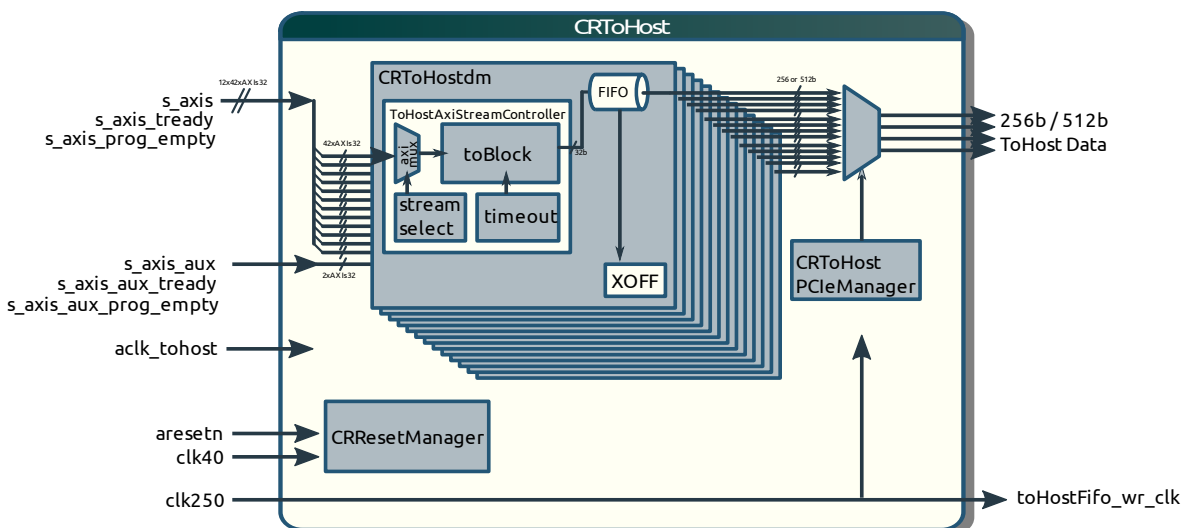 CRToHost
12x42xAXIs32
s_axis
s_axis_tready
s_axis_prog_empty
CRToHostdm
FIFO
256 or 512b
ToHostAxiStreamController
42xAXIs32
axi
mux
toBlock
32b
stream
select
timeout
XOFF
256b / 512b
ToHost Data
s_axis_aux
s_axis_aux_tready
s_axis_aux_prog_empty
2xAXIs32
CRToHost
PCIeManager
aclk_tohost
aresetn
clk40
CRResetManager
clk250
toHostFifo_wr_clk